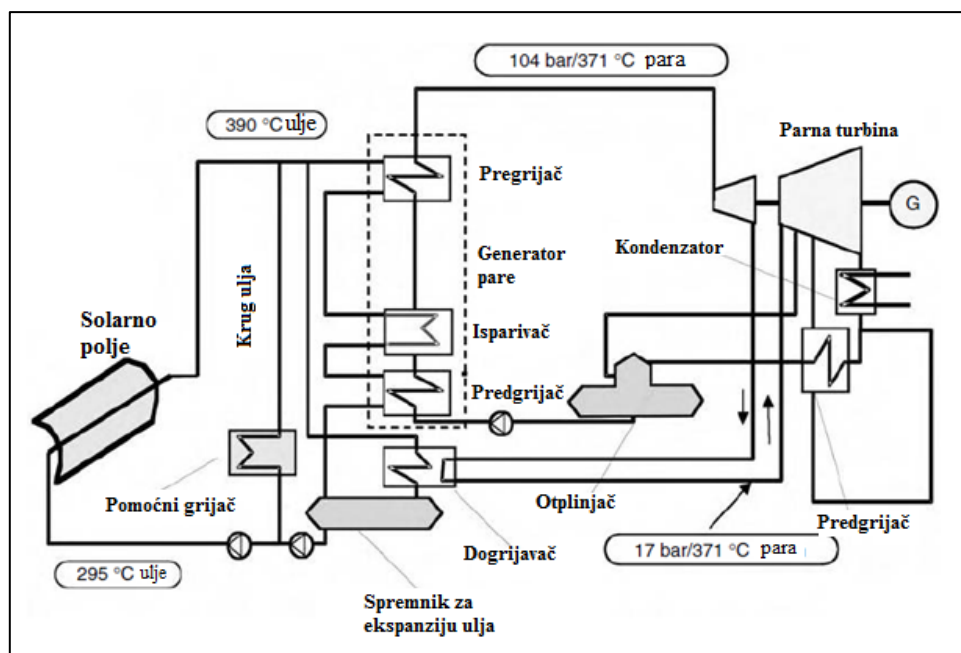 104 bar/371 °C para
390 °C ulje
Parna turbina
Pregrijač
G
Kondenzator
Generator
pare
Krug ulja
Solarno
polje
Isparivač
Predgrijač
Pomoćni grijač
Otplinjač
Predgrijač
Dogrijavač
17 bar/371 °C para
295 °C ulje
Spremnik za
ekspanziju ulja